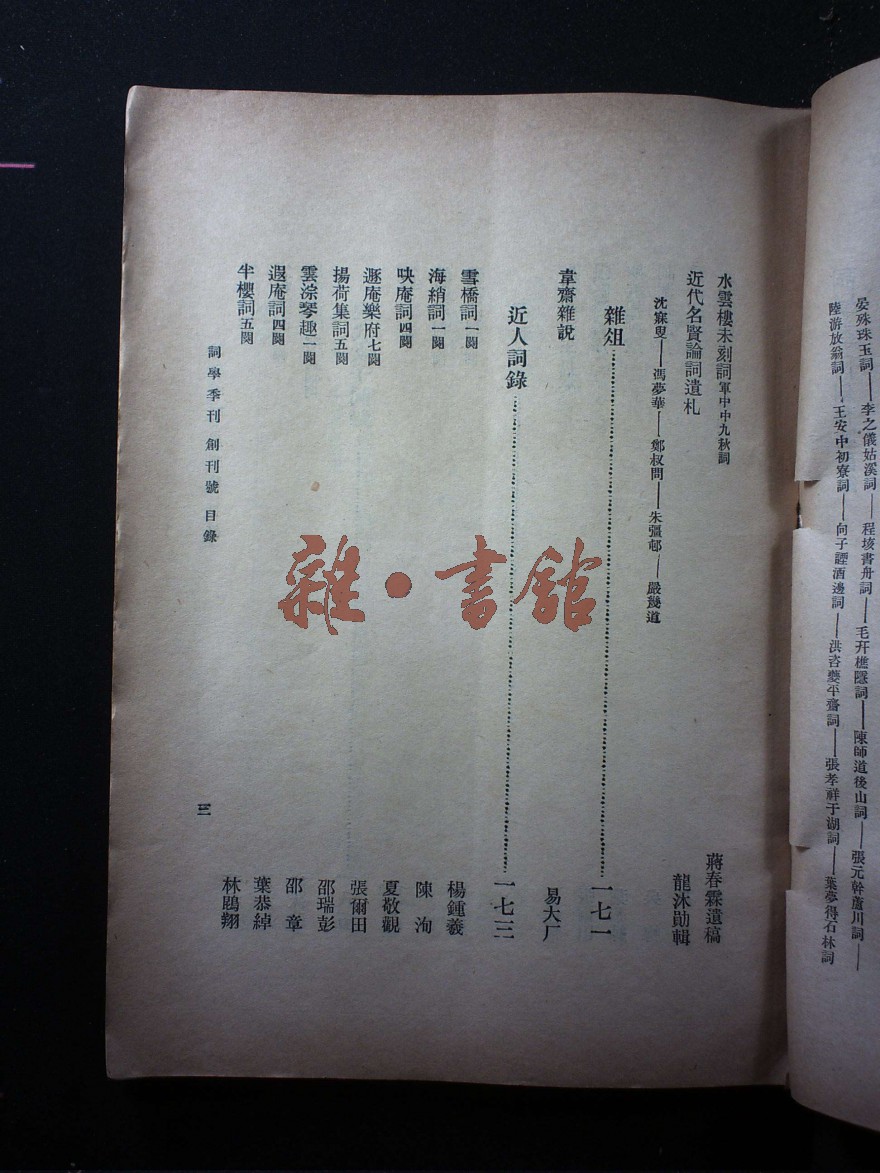 晏殊珠玉詞——李之儀姑溪詞——程垓書舟詞——毛开樵隱詞——陳師道後山詞——張元幹蘆川詞——
陸游放翁詞——王安中初寮詞——向子諲酒邊詞——洪咨夔平齋詞——張孝祥于湖詞——葉夢得石林詞
水雲樓未刻詞 軍中中九秋詞 蔣春霖遺稿
近代名賢論詞遺札 龍沐勛輯
沈寐叟——馮夢華——鄭叔問——朱彊邨——嚴幾道
雜俎 一七一
韋齋雜說 易大厂
近人詞錄 一七三
雪橋詞 一闋 楊鍾羲
海綃詞 一闋 陳洵
吷庵詞 四闋 夏敬觀
遯庵樂府 七闋 張爾田
揚荷集詞 五闋 邵瑞彭
雲淙琴趣 一闋 邵章
遐庵詞 四闋 葉恭綽
半櫻詞 五闋 林鵾翔
詞學季刊 創刊號 目錄
三
雜·書館